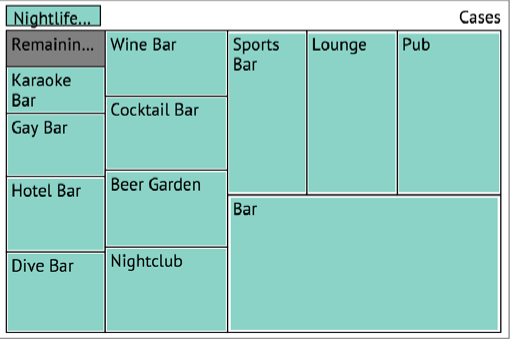 Nightlife...
Cases
Remainin...
Karaoke
Bar
Gay Bar
Hotel Bar
Dive Bar
Wine Bar
Cocktail Bar
Beer Garden
Nightclub
Sports
Bar
Lounge
Pub
Bar